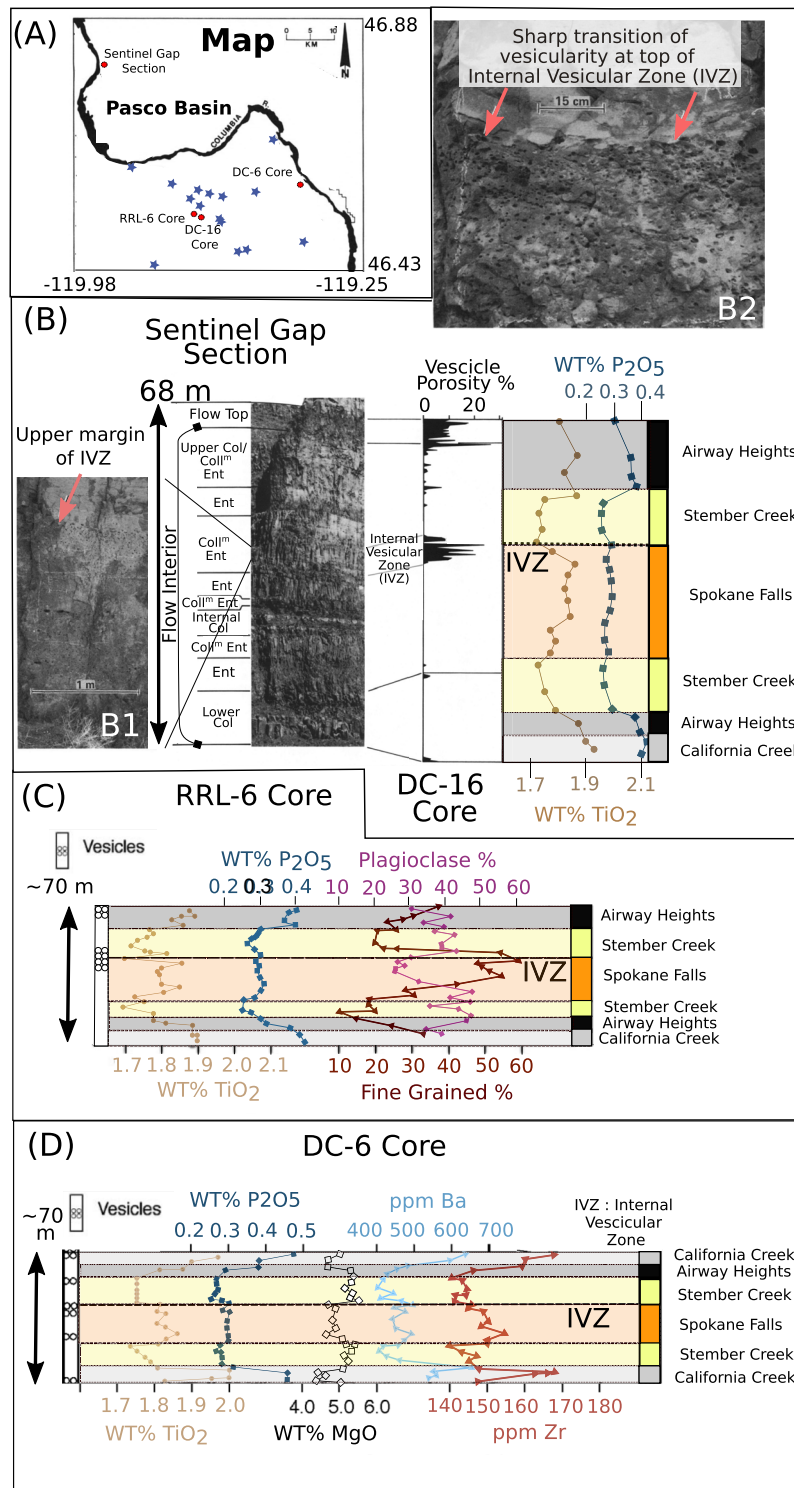 (A)
Map
0 5 10
KM
N
46.88
Sentinel Gap
Section
Pasco Basin
COLUMBIA
R.
DC-6 Core
RRL-6 Core
DC-16
Core
46.43
-119.98
-119.25
Sharp transition of
vesicularity at top of
Internal Vesicular Zone (IVZ)
15 cm
B2
(B)
Sentinel Gap
Section
68 m
Upper margin
of IVZ
1 m
B1
Flow Interior
Flow Top
Upper Col/
Collᵐ
Ent
Ent
Collᵐ
Ent
Ent
Collᵐ Ent
Internal
Col
Collᵐ Ent
Ent
Lower
Col
Vescicle
Porosity %
0 20
Internal
Vesicular
Zone
(IVZ)
DC-16
Core
WT% P2O5
0.2 0.3 0.4
IVZ
Airway Heights
Stember Creek
Spokane Falls
Stember Creek
Airway Heights
California Creek
1.7 1.9 2.1
WT% TiO2
(C)
RRL-6 Core
Vesicles
~70 m
WT% P2O5
0.2 0.3 0.4
Plagioclase %
10 20 30 40 50 60
IVZ
Airway Heights
Stember Creek
Spokane Falls
Stember Creek
Airway Heights
California Creek
1.7 1.8 1.9 2.0 2.1
WT% TiO2
10 20 30 40 50 60
Fine Grained %
(D)
DC-6 Core
Vesicles
~70
m
WT% P2O5
0.2 0.3 0.4 0.5
ppm Ba
400 500 600 700
IVZ : Internal
Vescicular
Zone
IVZ
California Creek
Airway Heights
Stember Creek
Spokane Falls
Stember Creek
California Creek
1.7 1.8 1.9 2.0
WT% TiO2
4.0 5.0 6.0
WT% MgO
140 150 160 170 180
ppm Zr